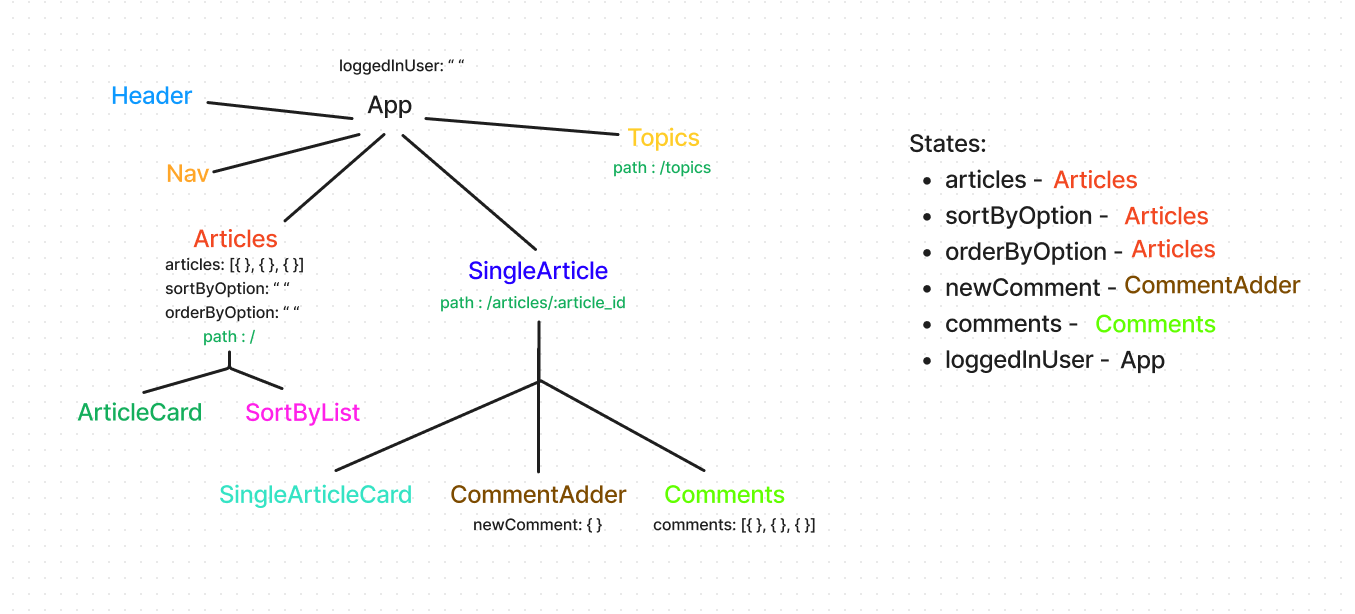 loggedInUser: “ “
Header
App
Topics
path : /topics
Nav
Articles
articles: [{ }, { }, { }]
sortByOption: “ “
orderByOption: “ “
path : /
SingleArticle
path : /articles/:article_id
ArticleCard
SortByList
SingleArticleCard
CommentAdder
newComment: { }
Comments
comments: [{ }, { }, { }]
States:
• articles - Articles
• sortByOption - Articles
• orderByOption - Articles
• newComment - CommentAdder
• comments - Comments
• loggedInUser - App